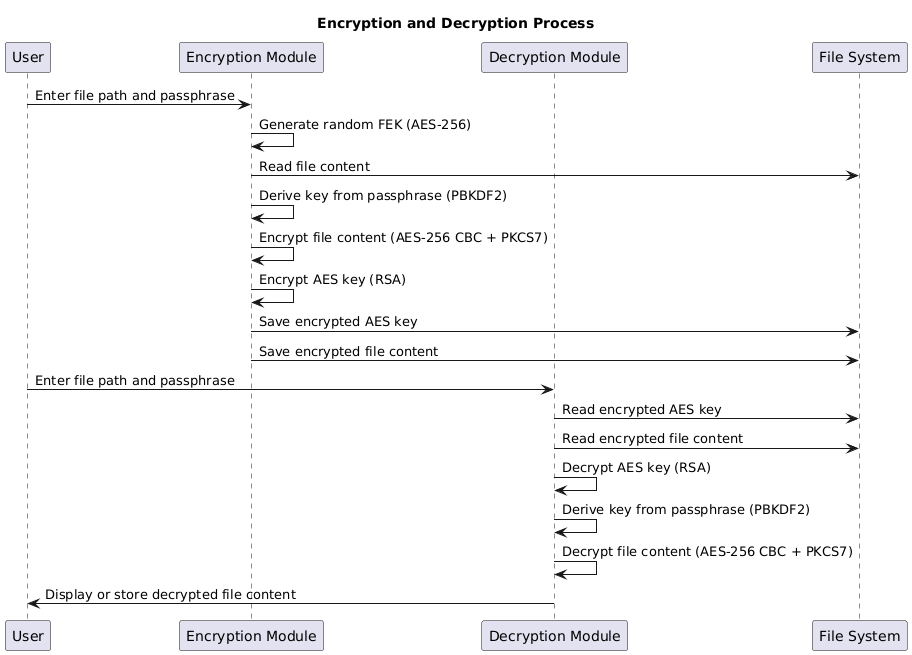 Encryption and Decryption Process
User
Encryption Module
Decryption Module
File System
Enter file path and passphrase
Generate random FEK (AES-256)
Read file content
Derive key from passphrase (PBKDF2)
Encrypt file content (AES-256 CBC + PKCS7)
Encrypt AES key (RSA)
Save encrypted AES key
Save encrypted file content
Enter file path and passphrase
Read encrypted AES key
Read encrypted file content
Decrypt AES key (RSA)
Derive key from passphrase (PBKDF2)
Decrypt file content (AES-256 CBC + PKCS7)
Display or store decrypted file content
User
Encryption Module
Decryption Module
File System